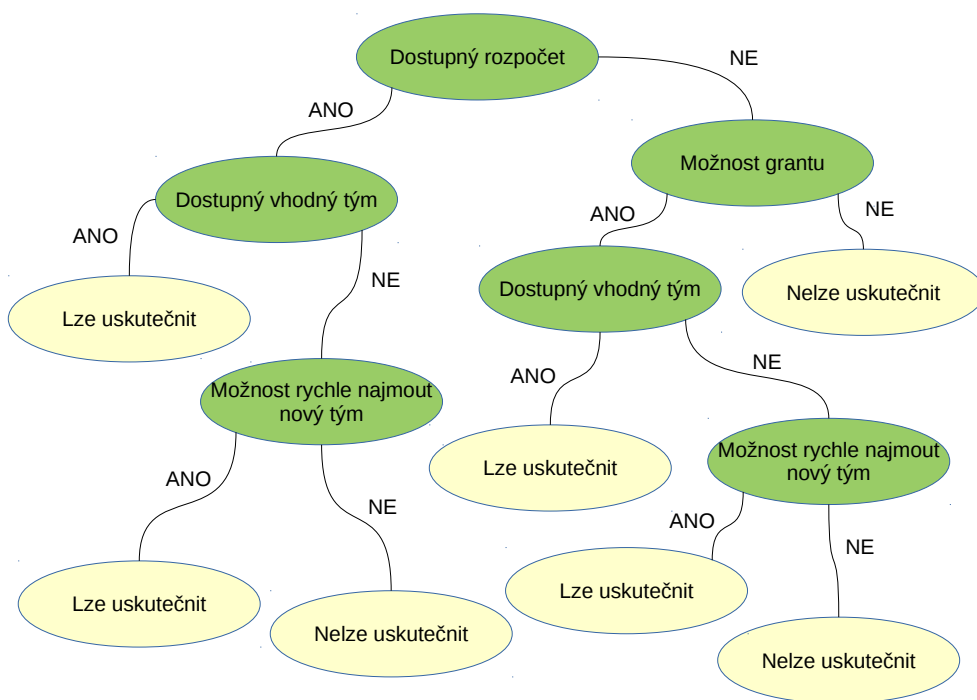 Dostupný rozpočet
NE
ANO
Možnost grantu
Dostupný vhodný tým
ANO
NE
ANO
NE
Dostupný vhodný tým
Nelze uskutečnit
Lze uskutečnit
ANO
NE
Možnost rychle najmout
nový tým
Možnost rychle najmout
nový tým
Lze uskutečnit
ANO
NE
ANO
NE
Lze uskutečnit
Lze uskutečnit
Nelze uskutečnit
Nelze uskutečnit